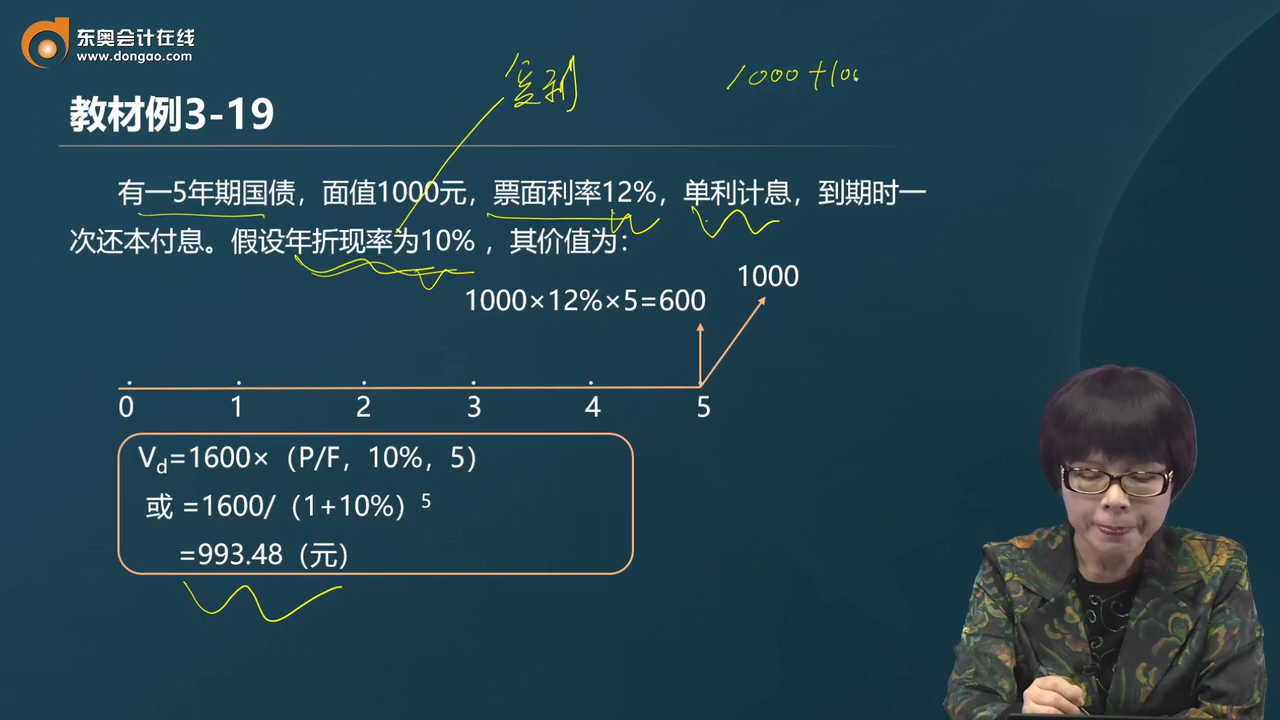 东奥会计在线
www.dongao.com
复利
1000+100
教材例3-19
有一5年期国债，面值1000元，票面利率12%，单利计息，到期时一
次还本付息。假设年折现率为10%，其价值为：
1000
1000×12%×5=600
0 1 2 3 4 5
Vd=1600×（P/F，10%，5）
或 =1600/（1+10%）5
=993.48（元）